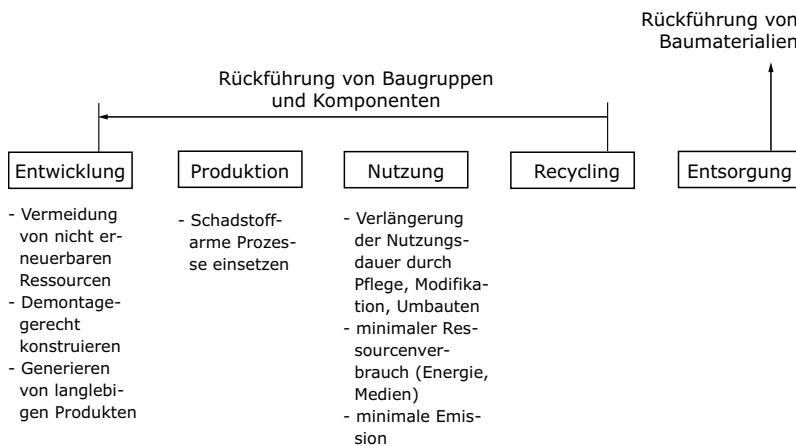 Rückführung von
Baumaterialien
Rückführung von Baugruppen
und Komponenten
Entwicklung
Produktion
Nutzung
Recycling
Entsorgung
- Vermeidung
von nicht er-
neuerbaren
Ressourcen
- Demontage-
gerecht
konstruieren
- Generieren
von langlebi-
gen Produkten
- Schadstoff-
arme Prozes-
se einsetzen
- Verlängerung
der Nutzungs-
dauer durch
Pflege, Modifika-
tion, Umbauten
- minimaler Res-
sourcenver-
brauch (Energie,
Medien)
- minimale Emis-
sion